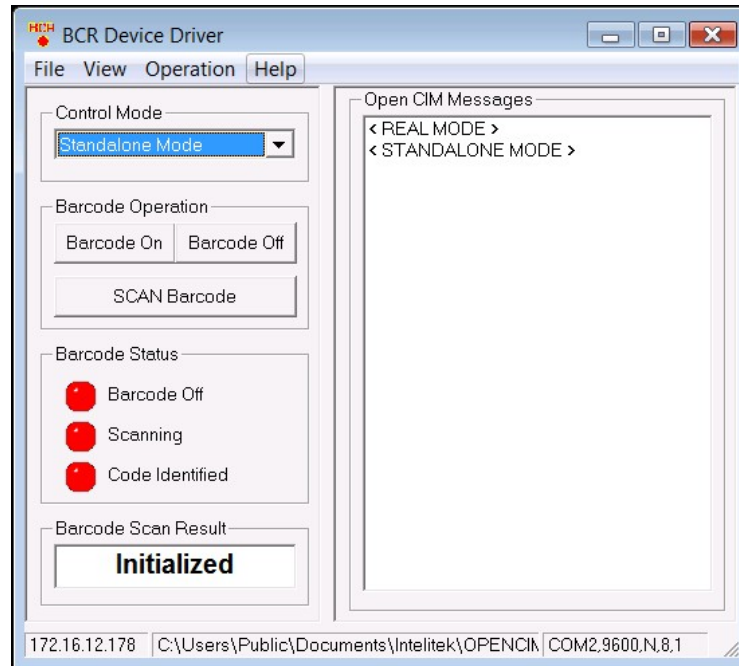 BCR BCR Device Driver
File View Operation Help
Control Mode
Standalone Mode
Barcode Operation
Barcode On Barcode Off
SCAN Barcode
Barcode Status
Barcode Off
Scanning
Code Identified
Barcode Scan Result
Initialized
Open CIM Messages
< REAL MODE >
< STANDALONE MODE >
172.16.12.178 C:\Users\Public\Documents\Intelitek\OPENCIM COM2,9600,N,8,1